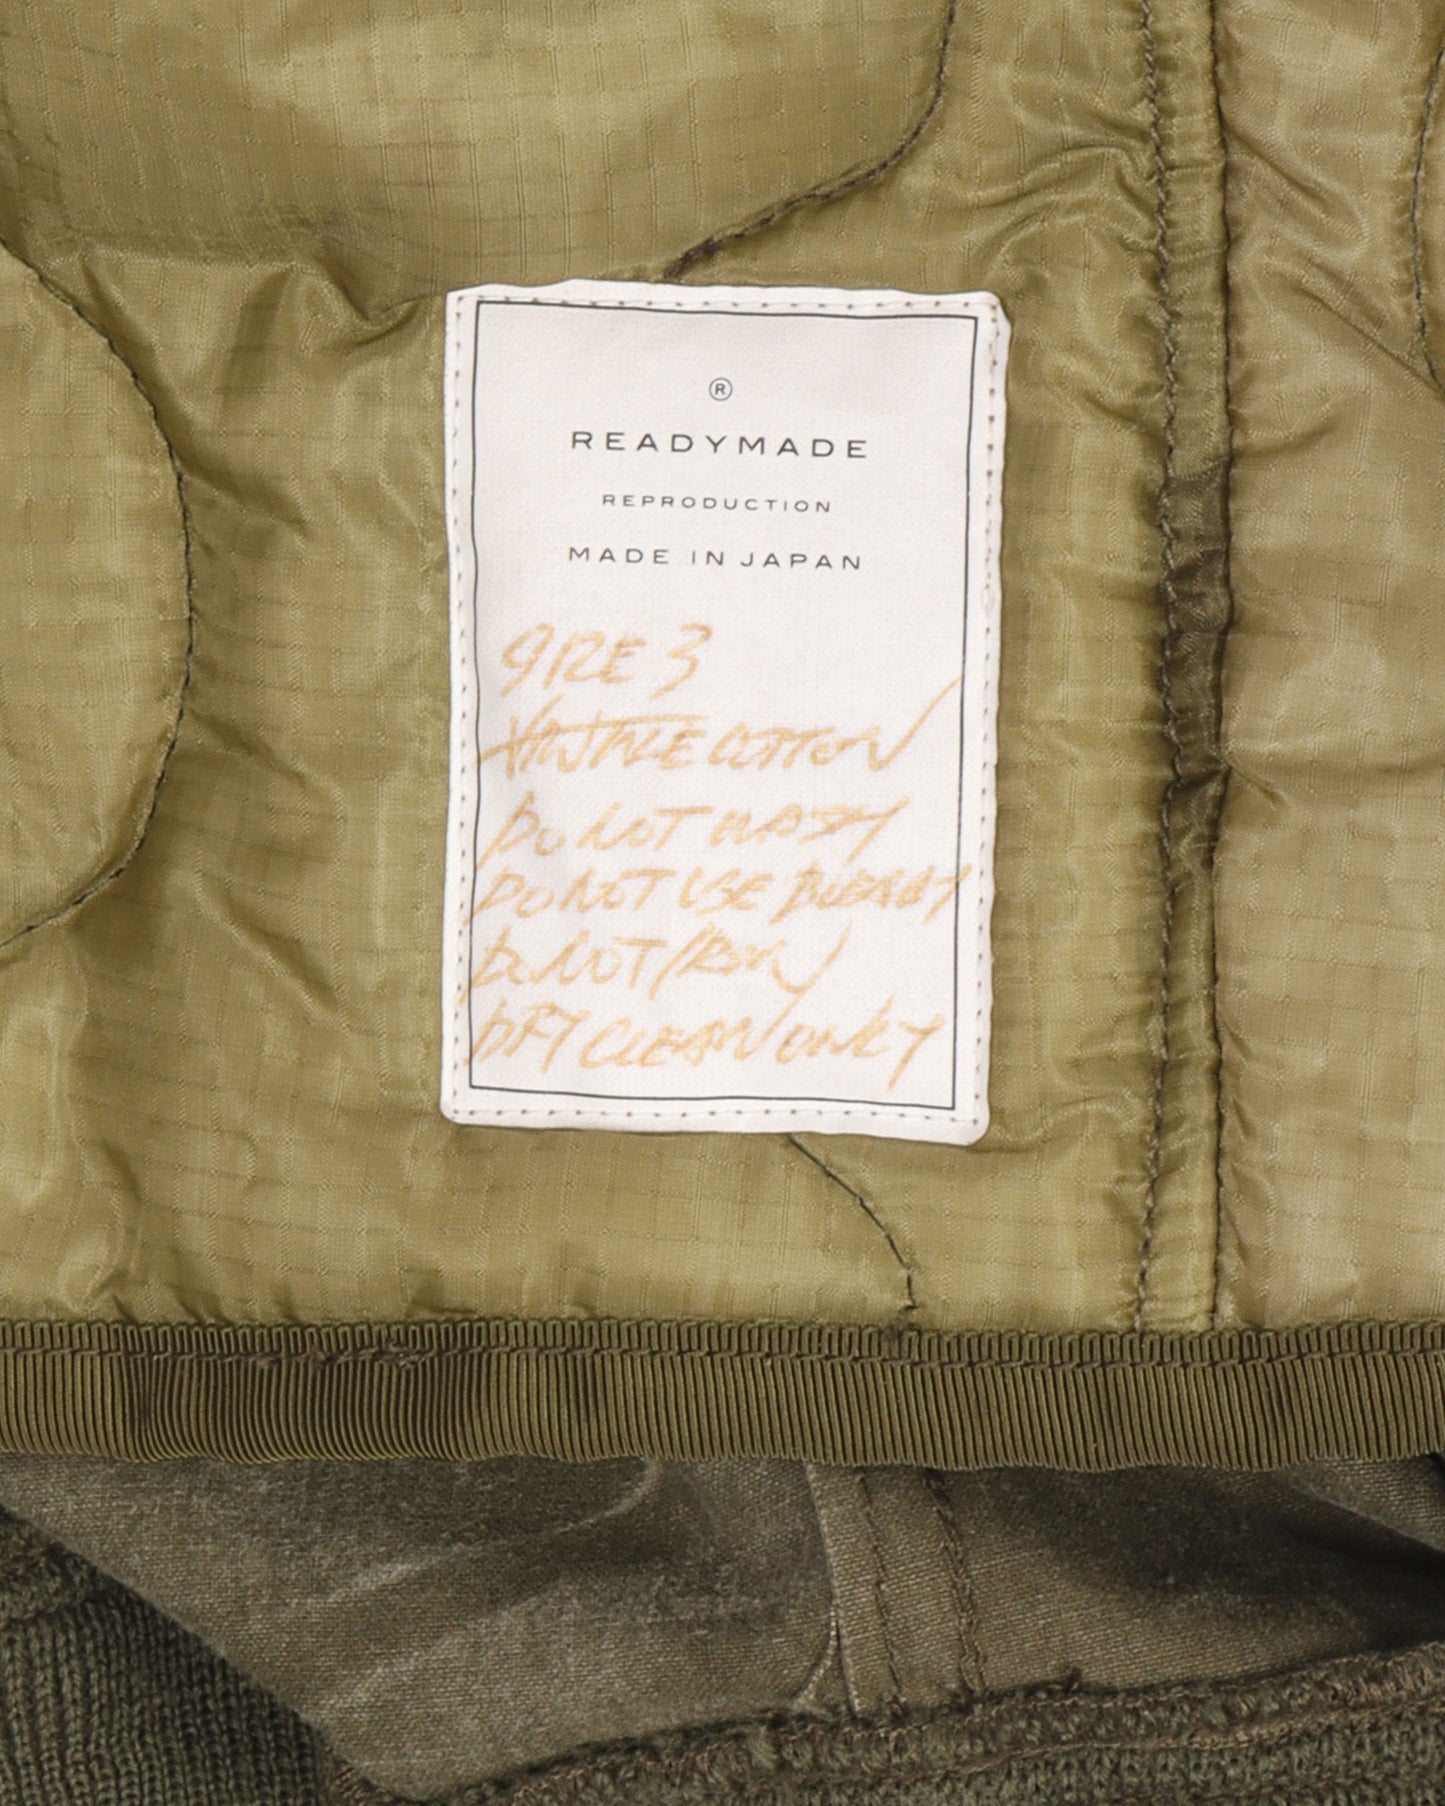 ®
READYMADE
REPRODUCTION
MADE IN JAPAN
SIZE 3
VINTAGE COTTON
DO NOT WASH
DO NOT USE BLEACH
DO NOT IRON
DRY CLEAN ONLY